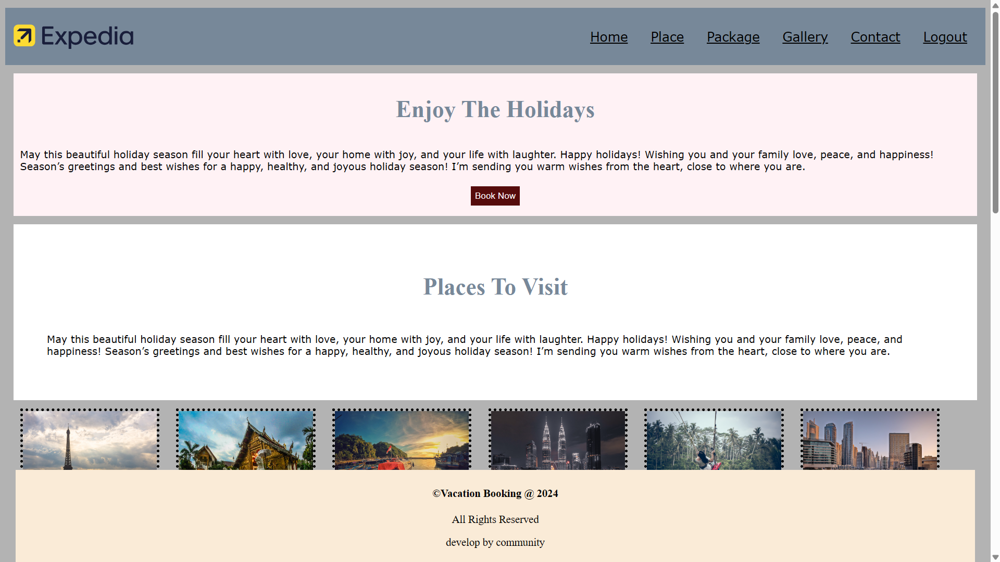 Expedia
Home Place Package Gallery Contact Logout
Enjoy The Holidays
May this beautiful holiday season fill your heart with love, your home with joy, and your life with laughter. Happy holidays! Wishing you and your family love, peace, and happiness!
Season’s greetings and best wishes for a happy, healthy, and joyous holiday season! I’m sending you warm wishes from the heart, close to where you are.
Book Now
Places To Visit
May this beautiful holiday season fill your heart with love, your home with joy, and your life with laughter. Happy holidays! Wishing you and your family love, peace, and
happiness! Season’s greetings and best wishes for a happy, healthy, and joyous holiday season! I’m sending you warm wishes from the heart, close to where you are.
©Vacation Booking @ 2024
All Rights Reserved
develop by community